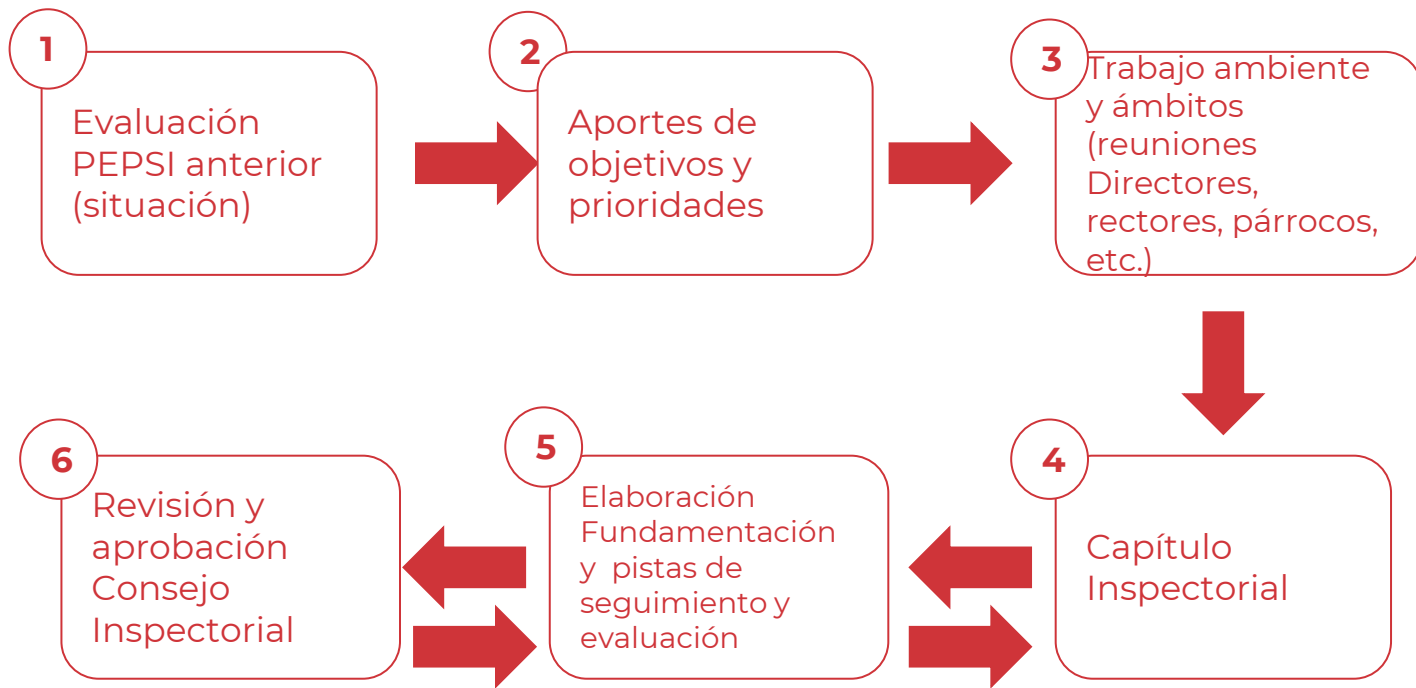 1
Evaluación
PEPSI anterior
(situación)
2
Aportes de
objetivos y
prioridades
3
Trabajo ambiente
y ámbitos
(reuniones
Directores,
rectores, párrocos,
etc.)
4
Capítulo
Inspectorial
5
Elaboración
Fundamentación
y pistas de
seguimiento y
evaluación
6
Revisión y
aprobación
Consejo
Inspectorial